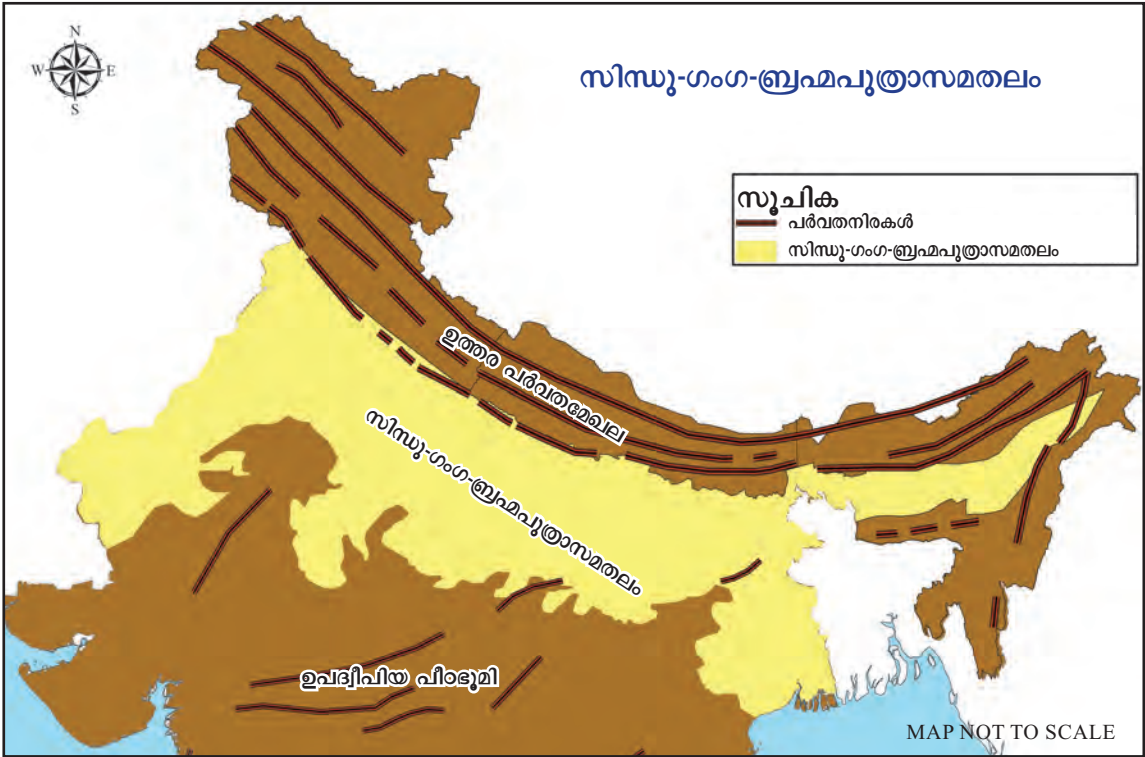 N
W E
S
സിന്ധു-ഗംഗ-ബ്രഹ്മപുത്രാസമതലം
സൂചിക
പർവതനിരകൾ
സിന്ധു-ഗംഗ-ബ്രഹ്മപുത്രാസമതലം
ഉത്തര പർവതമേഖല
സിന്ധു-ഗംഗ-ബ്രഹ്മപുത്രാസമതലം
ഉപദ്വീപിയ പീഠഭൂമി
MAP NOT TO SCALE